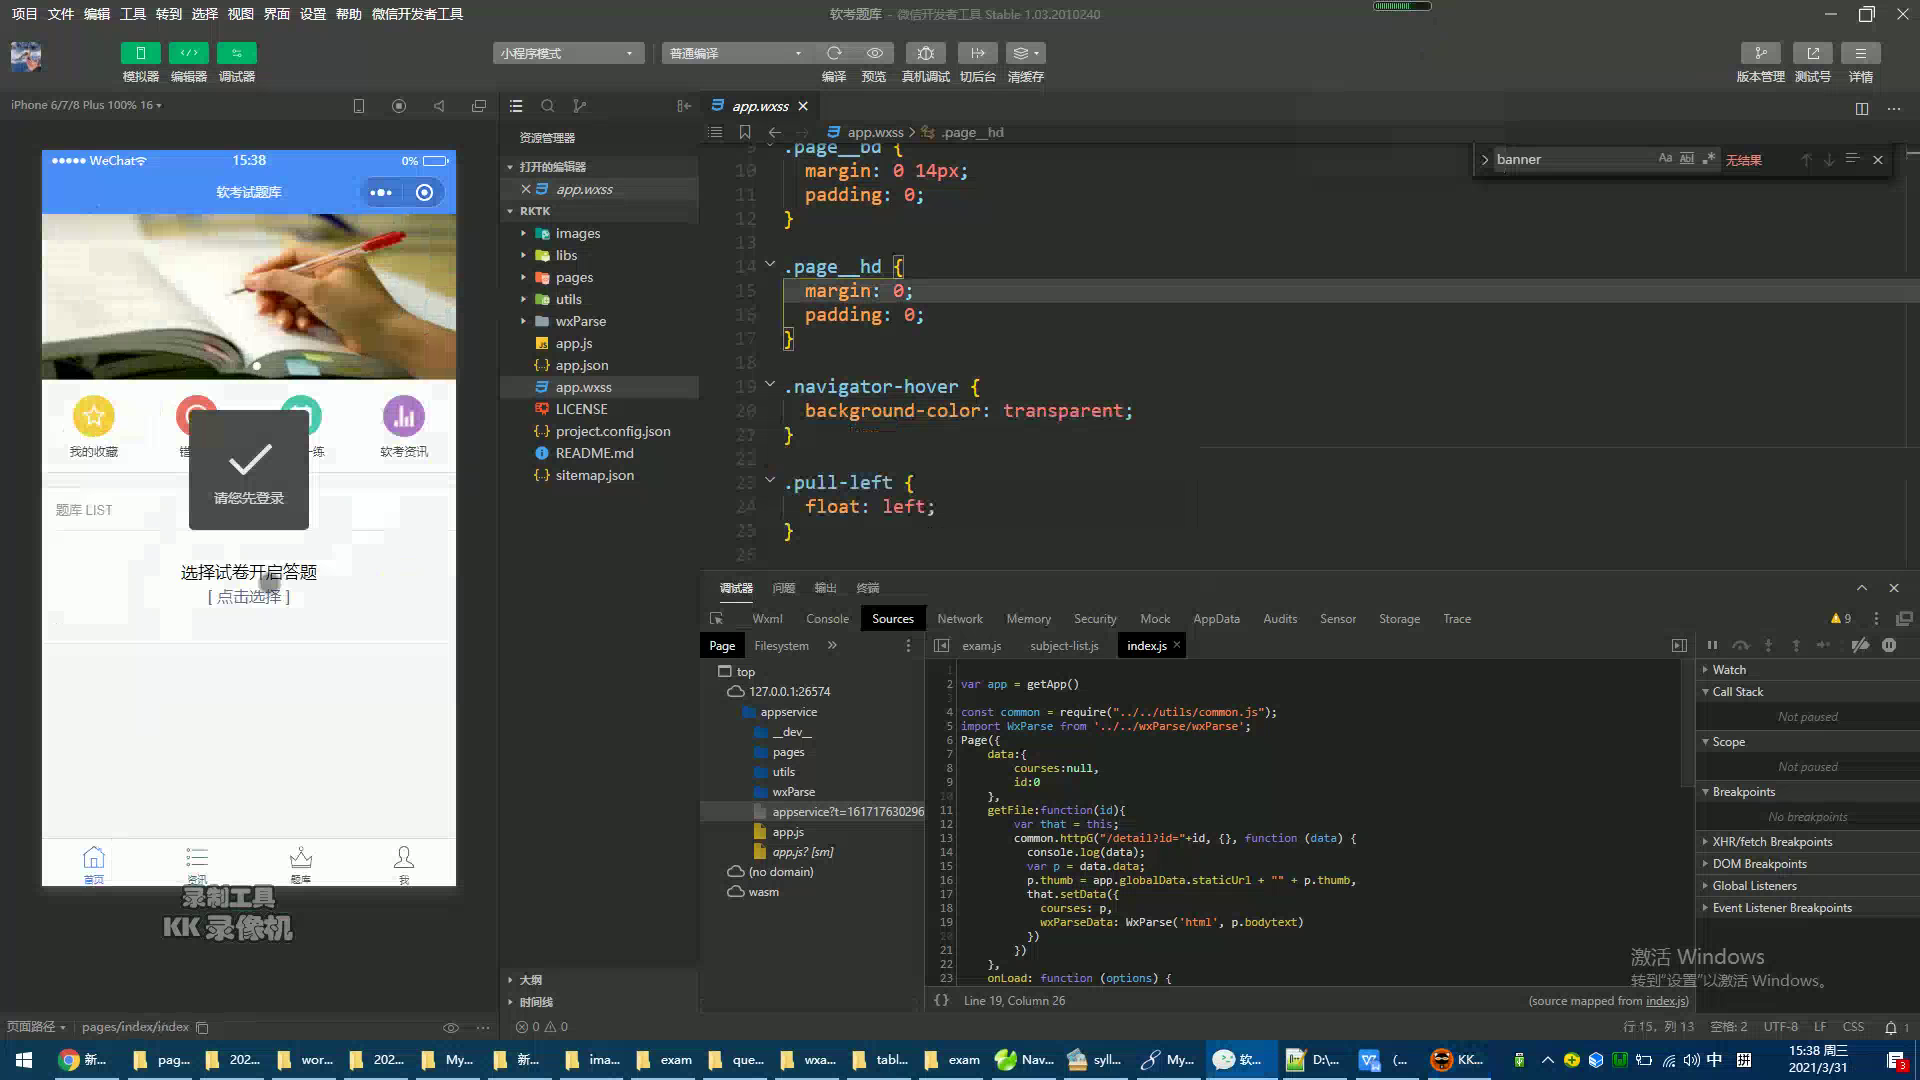 项目 文件 编辑 工具 转到 选择 视图 界面 设置 帮助 微信开发者工具
软考题库 - 微信开发者工具 Stable 1.03.2010240
模拟器 编辑器 调试器
小程序模式
普通编译
编译 预览 真机调试 切后台 清缓存
版本管理 测试号 详情
iPhone 6/7/8 Plus 100% 16
WeChat 15:38 0%
软考试题库
我的收藏
错
练
软考资讯
请您先登录
题库 LIST
选择试卷开启答题
[ 点击选择 ]
首页 资讯 题库 我
录制工具
KK 录像机
页面路径 pages/index/index
资源管理器
打开的编辑器
app.wxss
RKTK
images
libs
pages
utils
wxParse
app.js
app.json
app.wxss
LICENSE
project.config.json
README.md
sitemap.json
大纲
时间线
0 0
app.wxss
app.wxss > .page__hd
banner
Aa Abl .* 无结果
9 .page__bd {
10 margin: 0 14px;
11 padding: 0;
12 }
13
14 .page__hd {
15 margin: 0;
16 padding: 0;
17 }
18
19 .navigator-hover {
20 background-color: transparent;
21 }
22
23 .pull-left {
24 float: left;
25 }
26
调试器 问题 输出 终端
Wxml Console Sources Network Memory Security Mock AppData Audits Sensor Storage Trace
9
Page Filesystem »
exam.js subject-list.js index.js
top
127.0.0.1:26574
appservice
__dev__
pages
utils
wxParse
appservice?t=161717630296
app.js
app.js? [sm]
(no domain)
wasm
1
2 var app = getApp()
3
4 const common = require("../../utils/common.js");
5 import WxParse from '../../wxParse/wxParse';
6 Page({
7 data:{
8 courses:null,
9 id:0
10 },
11 getFile:function(id){
12 var that = this;
13 common.httpG("/detail?id="+id, {}, function (data) {
14 console.log(data);
15 var p = data.data;
16 p.thumb = app.globalData.staticUrl + "" + p.thumb,
17 that.setData({
18 courses: p,
19 wxParseData: WxParse('html', p.bodytext)
20 })
21 })
22 },
23 onLoad: function (options) {
{} Line 19, Column 26
(source mapped from index.js)
Watch
Call Stack
Not paused
Scope
Not paused
Breakpoints
No breakpoints
XHR/fetch Breakpoints
DOM Breakpoints
Global Listeners
Event Listener Breakpoints
激活 Windows
转到"设置"以激活 Windows。
行 15，列 13 空格: 2 UTF-8 LF CSS 1
新... pag... 202... wor... 202... My... 新... ima... exam que... wxa... tabl... exam Nav... syll... My... 软... D:\... (... KK...
中 拼
15:38 周三
2021/3/31
3